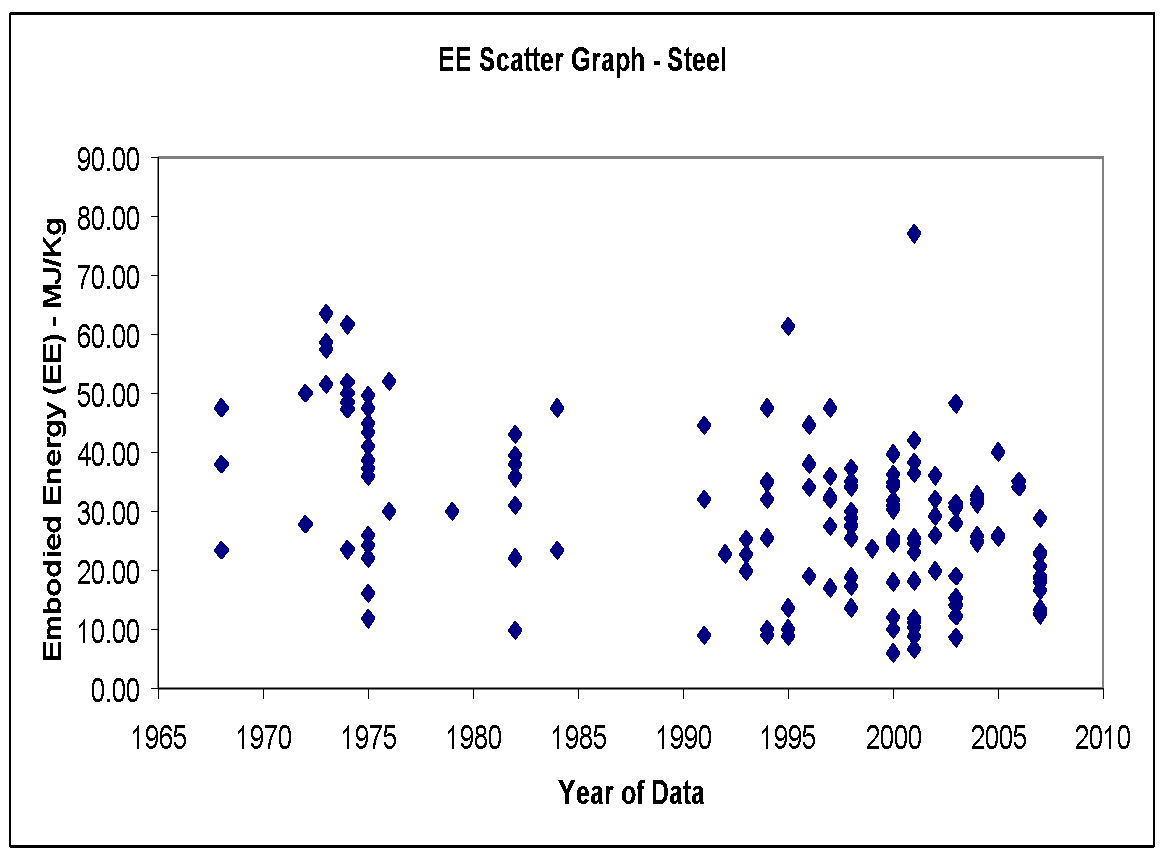 EE Scatter Graph - Steel
Embodied Energy (EE) - MJ/Kg
90.00
80.00
70.00
60.00
50.00
40.00
30.00
20.00
10.00
0.00
1965 1970 1975 1980 1985 1990 1995 2000 2005 2010
Year of Data